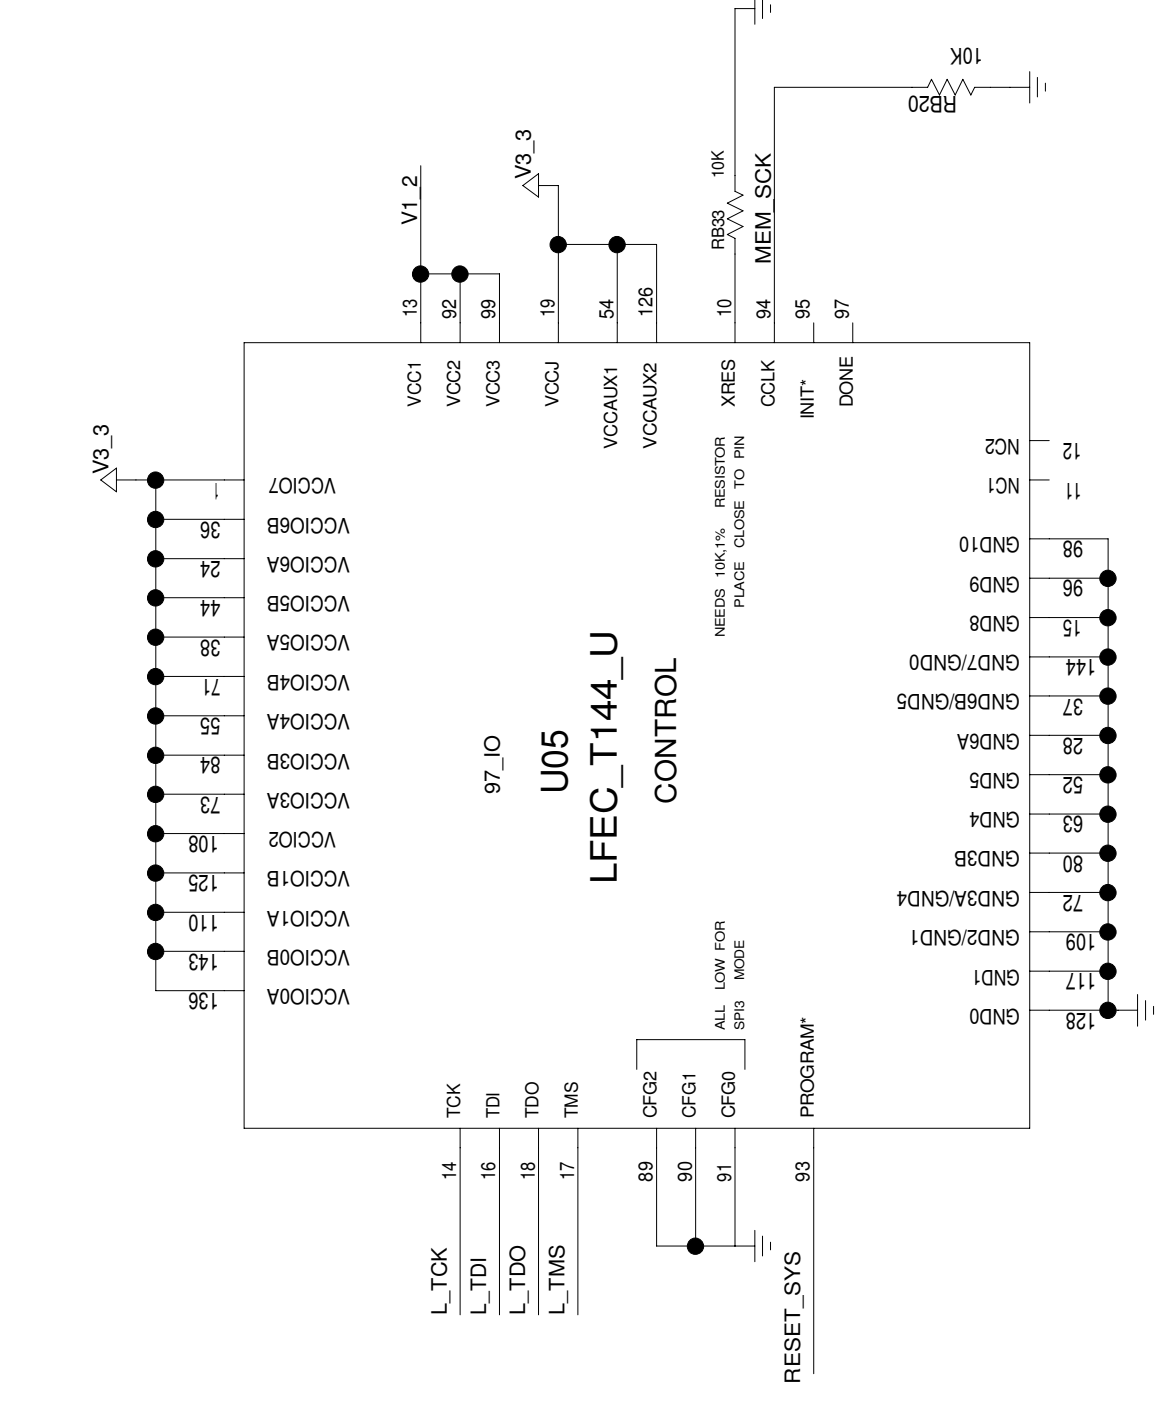 10K
RB20
V3_3
V1_2
10K
RB33
MEM_SCK
13
92
99
19
54
126
10
94
95
97
VCC1
VCC2
VCC3
VCCJ
VCCAUX1
VCCAUX2
XRES
CCLK
INIT*
DONE
V3_3
1
VCCIO7
36
VCCIO6B
24
VCCIO6A
44
VCCIO5B
38
VCCIO5A
71
VCCIO4B
55
VCCIO4A
84
VCCIO3B
73
VCCIO3A
108
VCCIO2
125
VCCIO1B
110
VCCIO1A
143
VCCIO0B
136
VCCIO0A
NEEDS 10K,1% RESISTOR
PLACE CLOSE TO PIN
97_IO
U05
LFEC_T144_U
CONTROL
NC2
12
NC1
11
GND10
98
GND9
96
GND8
15
GND7/GND0
144
GND6B/GND5
37
GND6A
28
GND5
52
GND4
63
GND3B
80
GND3A/GND4
72
GND2/GND1
109
GND1
117
GND0
128
ALL LOW FOR
SPI3 MODE
TCK
TDI
TDO
TMS
CFG2
CFG1
CFG0
PROGRAM*
14
16
18
17
89
90
91
93
L_TCK
L_TDI
L_TDO
L_TMS
RESET_SYS